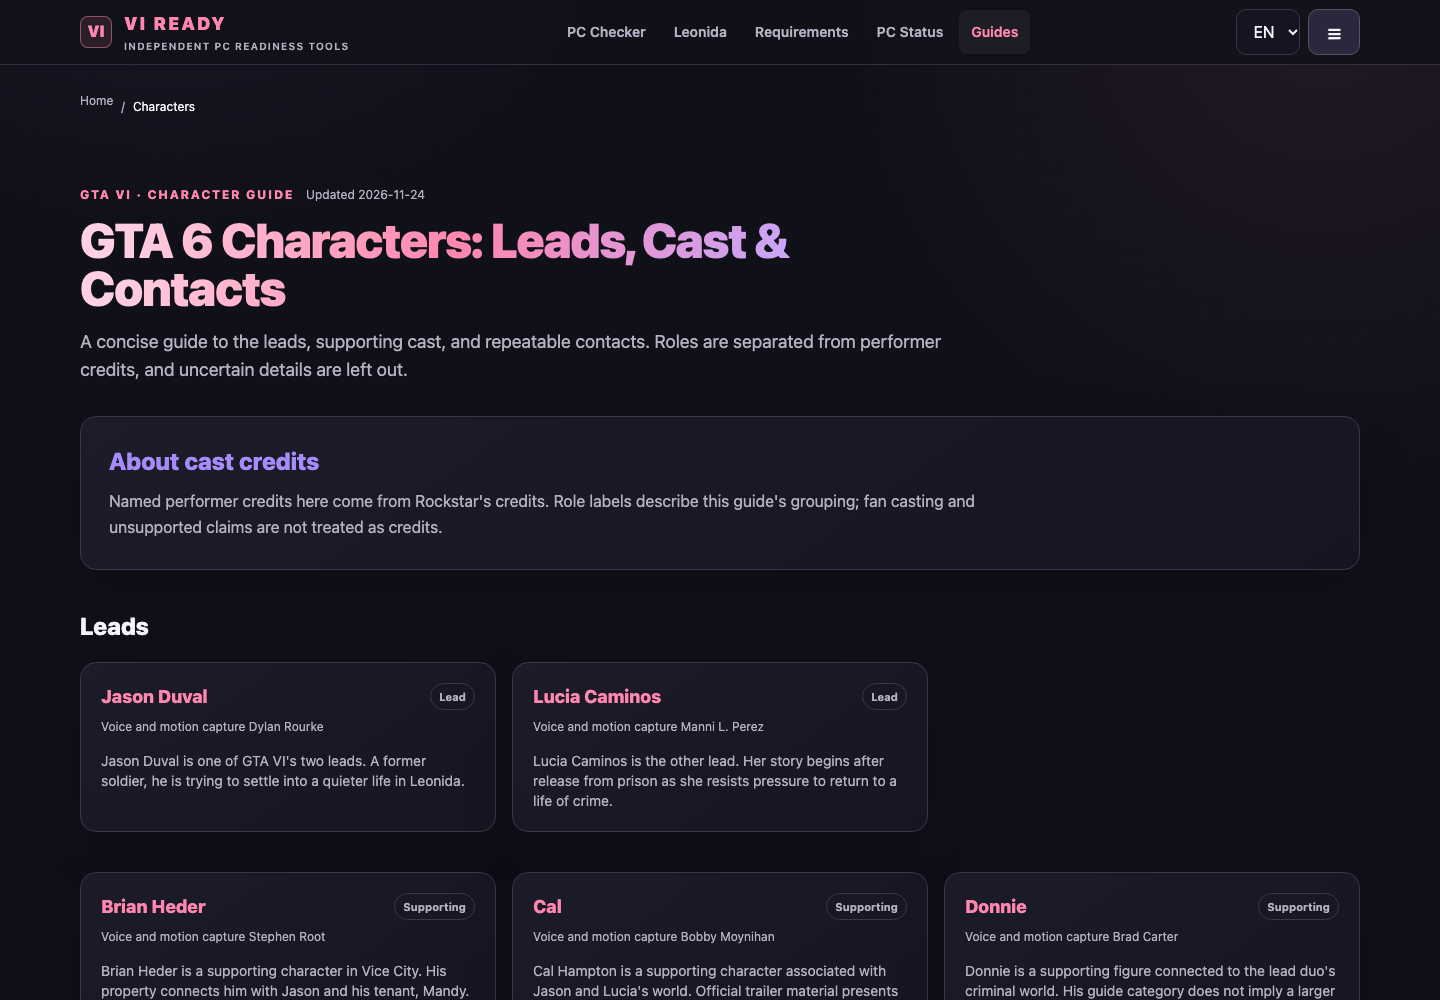 VI
VI READY
INDEPENDENT PC READINESS TOOLS
PC Checker
Leonida
Requirements
PC Status
Guides
EN
Home / Characters
GTA VI · CHARACTER GUIDE
Updated 2026-11-24
GTA 6 Characters: Leads, Cast &
Contacts
A concise guide to the leads, supporting cast, and repeatable contacts. Roles are separated from performer
credits, and uncertain details are left out.
About cast credits
Named performer credits here come from Rockstar's credits. Role labels describe this guide's grouping; fan casting and
unsupported claims are not treated as credits.
Leads
Jason Duval
Lead
Voice and motion capture Dylan Rourke
Jason Duval is one of GTA VI's two leads. A former
soldier, he is trying to settle into a quieter life in Leonida.
Lucia Caminos
Lead
Voice and motion capture Manni L. Perez
Lucia Caminos is the other lead. Her story begins after
release from prison as she resists pressure to return to a
life of crime.
Brian Heder
Supporting
Voice and motion capture Stephen Root
Brian Heder is a supporting character in Vice City. His
property connects him with Jason and his tenant, Mandy.
Cal
Supporting
Voice and motion capture Bobby Moynihan
Cal Hampton is a supporting character associated with
Jason and Lucia's world. Official trailer material presents
Donnie
Supporting
Voice and motion capture Brad Carter
Donnie is a supporting figure connected to the lead duo's
criminal world. His guide category does not imply a larger